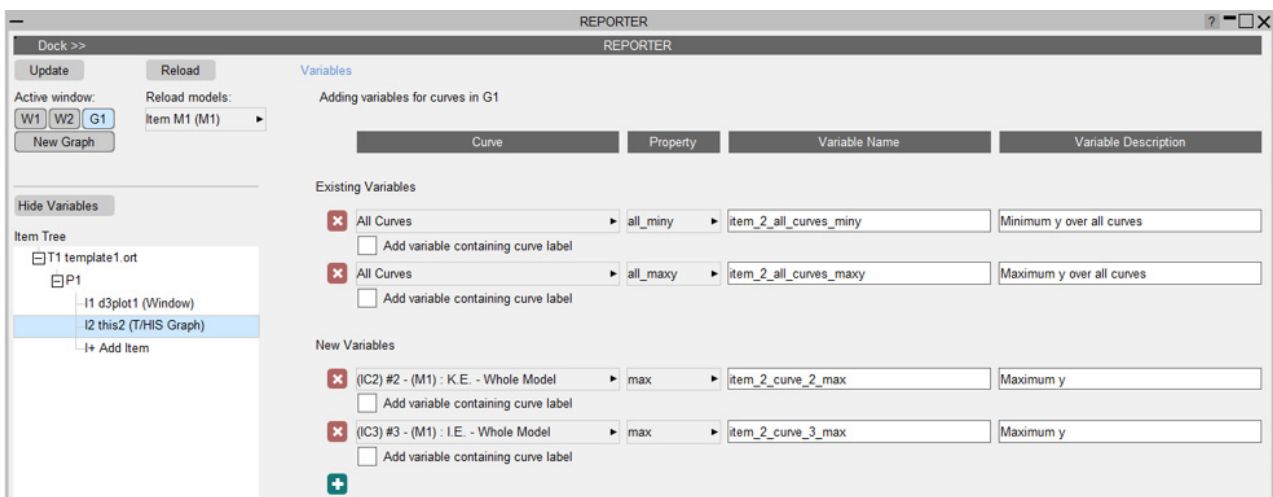 REPORTER
?
Dock >> REPORTER
Update Reload Variables
Active window: Reload models: Adding variables for curves in G1
W1 W2 G1 Item M1 (M1)
New Graph Curve Property Variable Name Variable Description
Existing Variables
Hide Variables
All Curves all_miny item_2_all_curves_miny Minimum y over all curves
Item Tree
Add variable containing curve label
T1 template1.ort
All Curves all_maxy item_2_all_curves_maxy Maximum y over all curves
P1
Add variable containing curve label
I1 d3plot1 (Window)
I2 this2 (T/HIS Graph)
I+ Add Item
New Variables
(IC2) #2 - (M1) : K.E. - Whole Model max item_2_curve_2_max Maximum y
Add variable containing curve label
(IC3) #3 - (M1) : I.E. - Whole Model max item_2_curve_3_max Maximum y
Add variable containing curve label